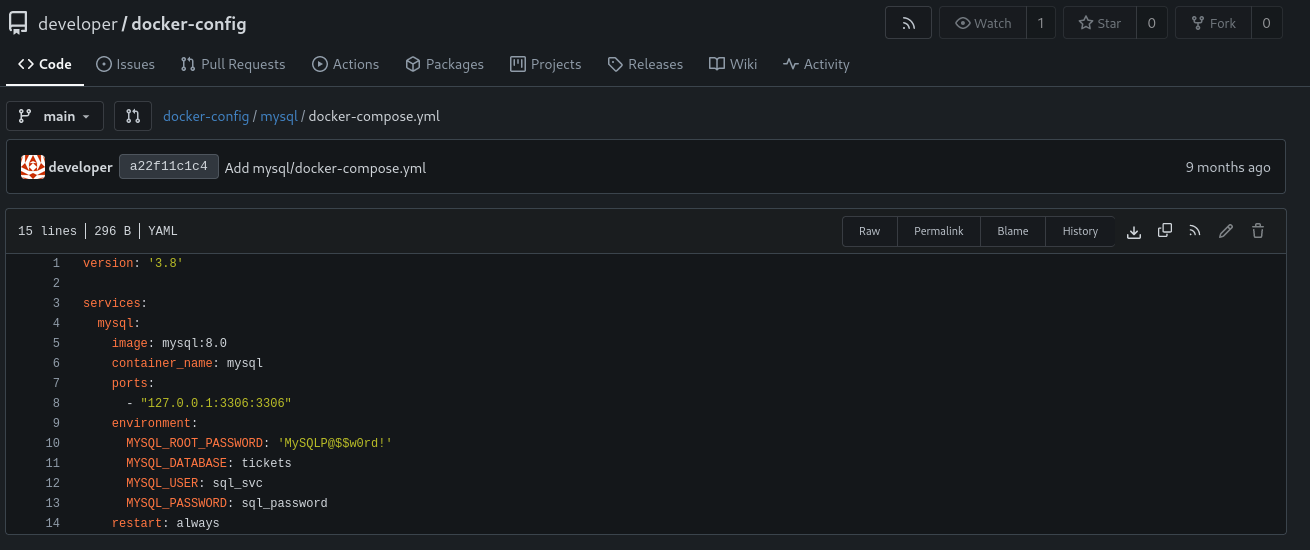 developer / docker-config
Watch 1 Star 0 Fork 0
Code Issues Pull Requests Actions Packages Projects Releases Wiki Activity
main docker-config / mysql / docker-compose.yml
developer a22f11c1c4 Add mysql/docker-compose.yml 9 months ago
15 lines | 296 B | YAML Raw Permalink Blame History
1 version: '3.8'
2
3 services:
4   mysql:
5     image: mysql:8.0
6     container_name: mysql
7     ports:
8       - "127.0.0.1:3306:3306"
9     environment:
10       MYSQL_ROOT_PASSWORD: 'MySQLP@$$w0rd!'
11       MYSQL_DATABASE: tickets
12       MYSQL_USER: sql_svc
13       MYSQL_PASSWORD: sql_password
14     restart: always